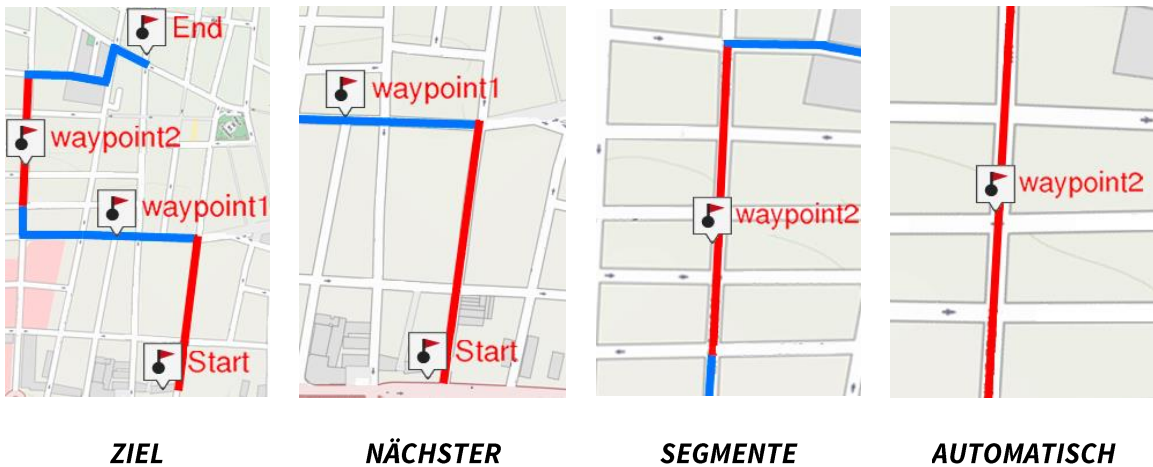 End
waypoint2
waypoint1
Start
waypoint1
Start
waypoint2
waypoint2
ZIEL
NÄCHSTER
SEGMENTE
AUTOMATISCH